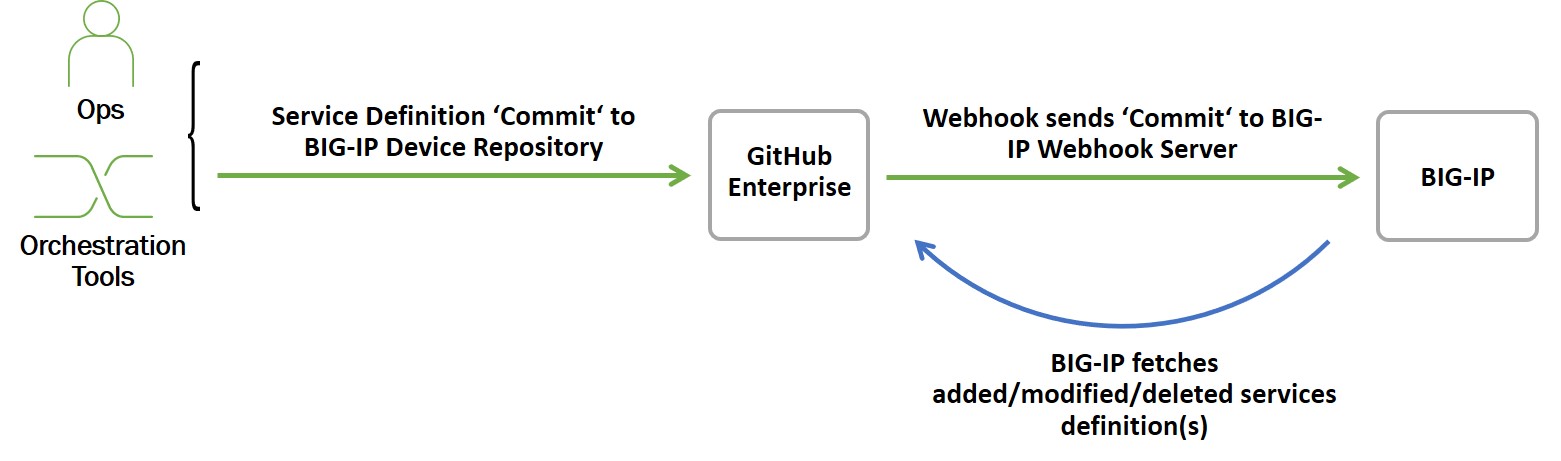 Ops
Orchestration
Tools
Service Definition ‘Commit‘ to
BIG-IP Device Repository
GitHub
Enterprise
Webhook sends ‘Commit‘ to BIG-
IP Webhook Server
BIG-IP
BIG-IP fetches
added/modified/deleted services
definition(s)